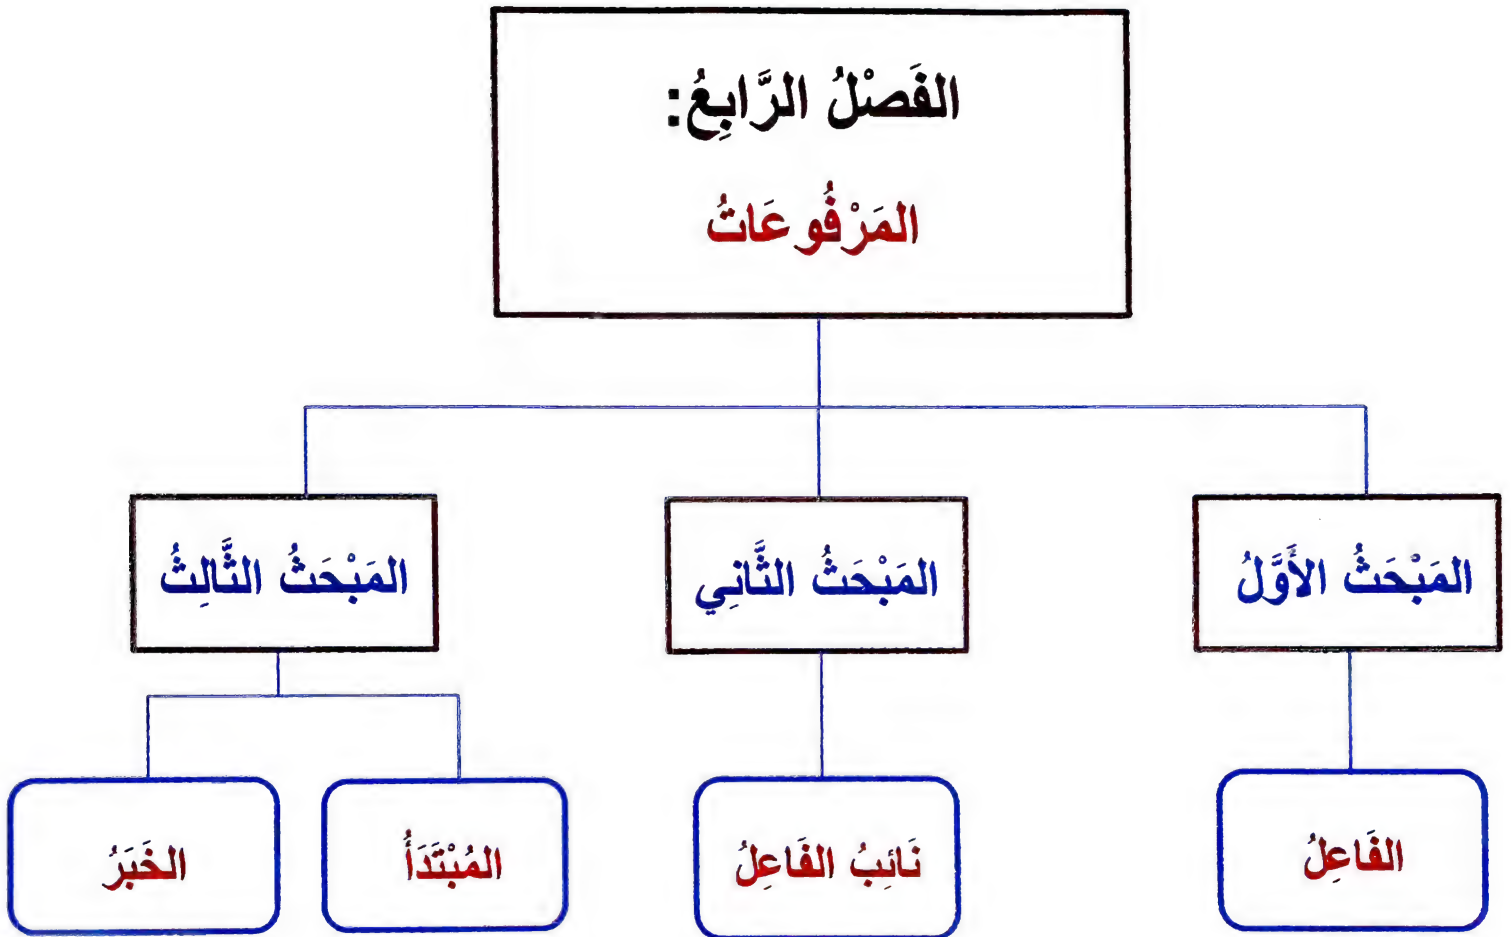 الفَصْلُ الرَّابِعُ:
المَرْفُوعَاتُ
المَبْحَثُ الأَوَّلُ
المَبْحَثُ الثَّانِي
المَبْحَثُ الثَّالِثُ
الفَاعِلُ
نَائِبُ الفَاعِلُ
المُبْتَدَأُ
الخَبَرُ